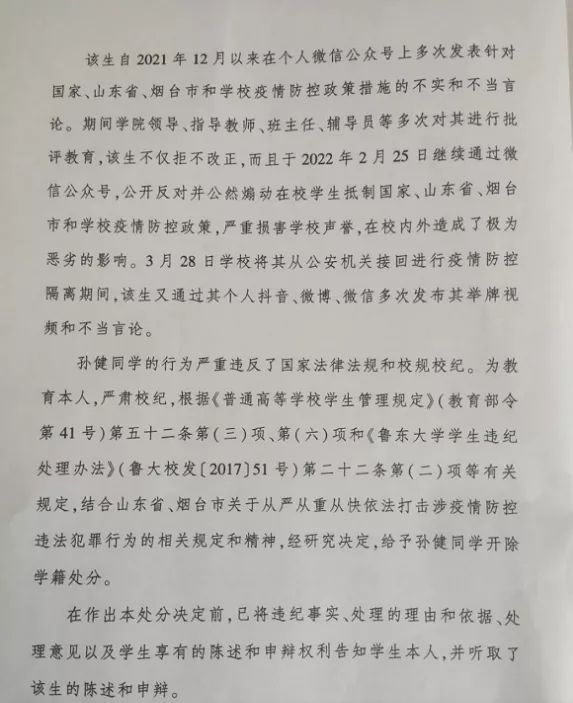 该生自2021年12月以来在个人微信公众号上多次发表针对
国家、山东省、烟台市和学校疫情防控政策措施的不实和不当言
论。期间学院领导、指导教师、班主任、辅导员等多次对其进行批
评教育,该生不仅拒不改正,而且于2022年2月25日继续通过微
信公众号,公开反对并公然煽动在校学生抵制国家、山东省、烟台
市和学校疫情防控政策,严重损害学校声誉,在校内外造成了极为
恶劣的影响。3月28日学校将其从公安机关接回进行疫情防控
隔离期间,该生又通过其个人抖音、微博、微信多次发布其举牌视
频和不当言论。
孙健同学的行为严重违反了国家法律法规和校规校纪。为教
育本人,严肃校纪,根据《普通高等学校学生管理规定》(教育部令
第41号)第五十二条第(三)项、第(六)项和《鲁东大学学生违纪
处理办法》(鲁大校发〔2017〕51号)第二十二条第(二)项等有关
规定,结合山东省、烟台市关于从严从重从快依法打击涉疫情防控
违法犯罪行为的相关规定和精神,经研究决定,给予孙健同学开除
学籍处分。
在作出本处分决定前,已将违纪事实、处理的理由和依据、处
理意见以及学生享有的陈述和申辩权利告知学生本人,并听取了
该生的陈述和申辩。